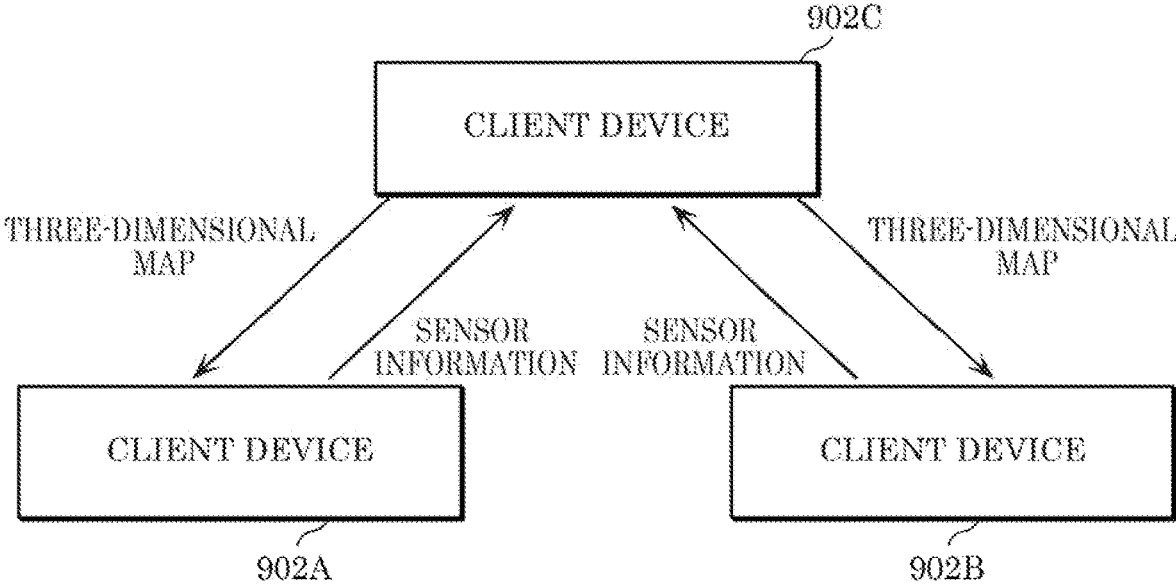 902C
CLIENT DEVICE
THREE-DIMENSIONAL
MAP
THREE-DIMENSIONAL
MAP
SENSOR
INFORMATION
SENSOR
INFORMATION
CLIENT DEVICE
CLIENT DEVICE
902A
902B